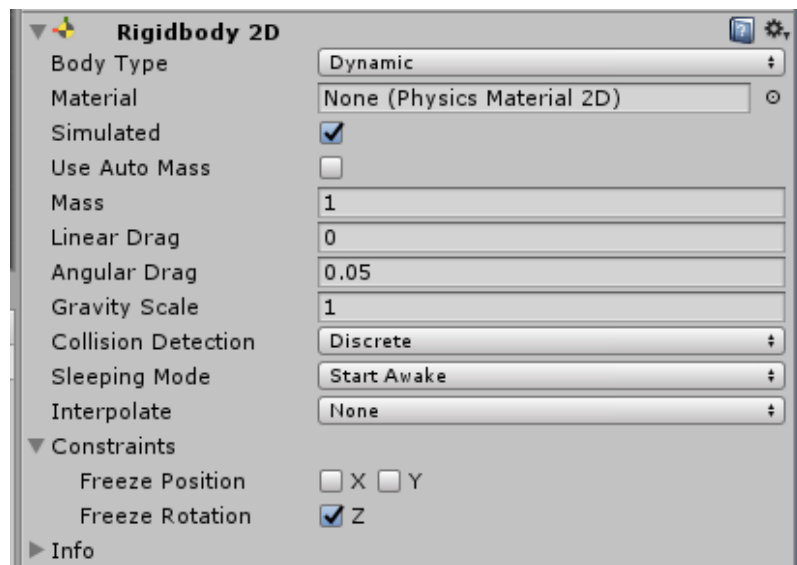 Rigidbody 2D
Body Type Dynamic
Material None (Physics Material 2D)
Simulated
Use Auto Mass
Mass 1
Linear Drag 0
Angular Drag 0.05
Gravity Scale 1
Collision Detection Discrete
Sleeping Mode Start Awake
Interpolate None
Constraints
Freeze Position X Y
Freeze Rotation Z
Info